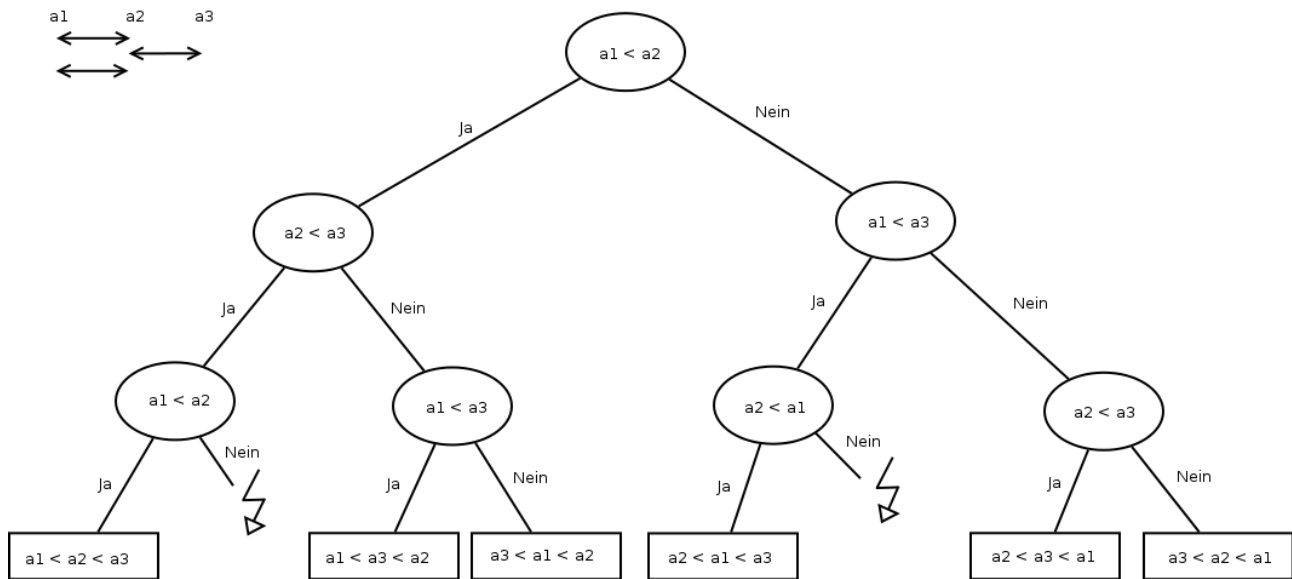 a1 a2 a3
a1 < a2
Ja Nein
a2 < a3 a1 < a3
Ja Nein Ja Nein
a1 < a2 a1 < a3 a2 < a1 a2 < a3
Ja Nein Ja Nein Ja Nein Ja Nein
a1 < a2 < a3 a1 < a3 < a2 a3 < a1 < a2 a2 < a1 < a3 a2 < a3 < a1 a3 < a2 < a1